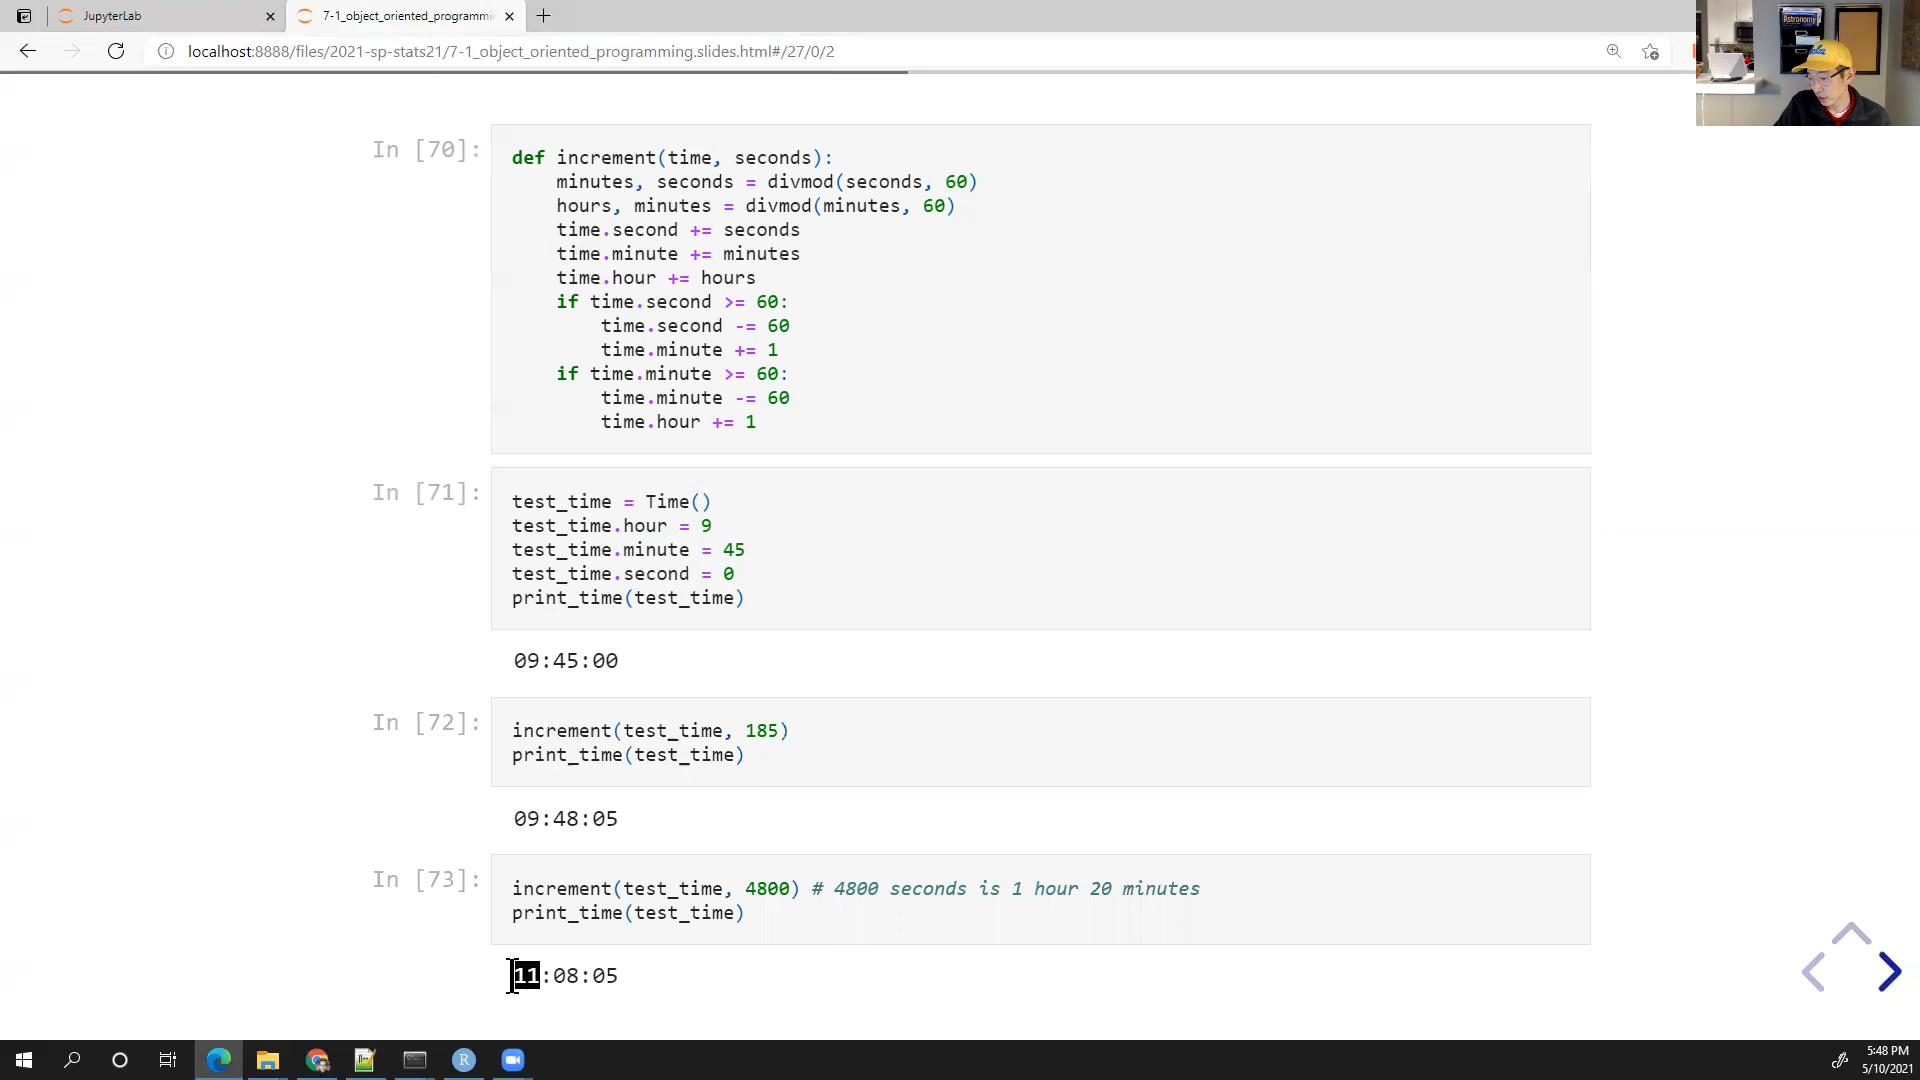 JupyterLab
7-1_object_oriented_programmi
localhost:8888/files/2021-sp-stats21/7-1_object_oriented_programming.slides.html#/27/0/2
Astronomy
In [70]:
def increment(time, seconds):
    minutes, seconds = divmod(seconds, 60)
    hours, minutes = divmod(minutes, 60)
    time.second += seconds
    time.minute += minutes
    time.hour += hours
    if time.second >= 60:
        time.second -= 60
        time.minute += 1
    if time.minute >= 60:
        time.minute -= 60
        time.hour += 1
In [71]:
test_time = Time()
test_time.hour = 9
test_time.minute = 45
test_time.second = 0
print_time(test_time)
09:45:00
In [72]:
increment(test_time, 185)
print_time(test_time)
09:48:05
In [73]:
increment(test_time, 4800) # 4800 seconds is 1 hour 20 minutes
print_time(test_time)
11:08:05
R
5:48 PM
5/10/2021